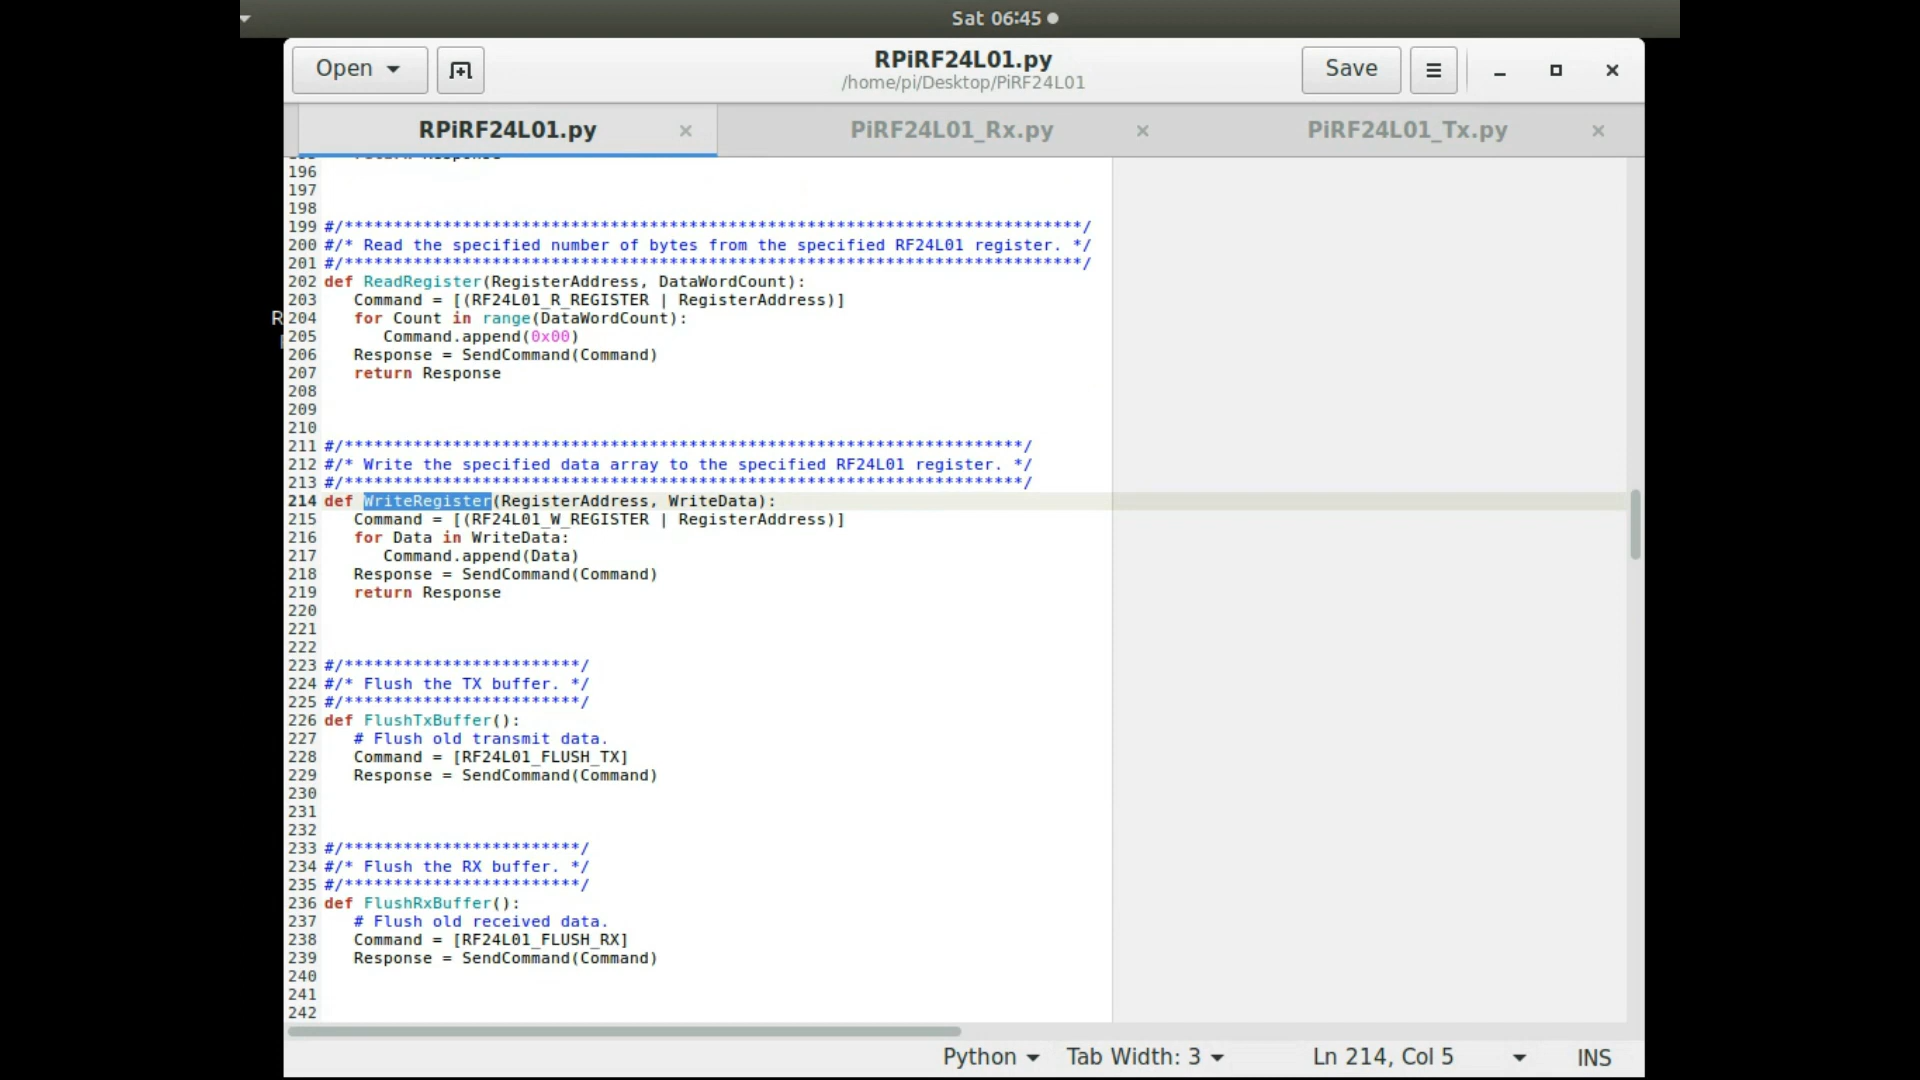 Sat 06:45
Open
RPiRF24L01.py
/home/pi/Desktop/PiRF24L01
Save
RPiRF24L01.py
PiRF24L01_Rx.py
PiRF24L01_Tx.py
196
197
198
199 #/***************************************************************************/
200 #/* Read the specified number of bytes from the specified RF24L01 register. */
201 #/***************************************************************************/
202 def ReadRegister(RegisterAddress, DataWordCount):
203    Command = [(RF24L01_R_REGISTER | RegisterAddress)]
R
204    for Count in range(DataWordCount):
205       Command.append(0x00)
206    Response = SendCommand(Command)
207    return Response
208
209
210
211 #/*********************************************************************/
212 #/* Write the specified data array to the specified RF24L01 register. */
213 #/*********************************************************************/
214 def WriteRegister(RegisterAddress, WriteData):
215    Command = [(RF24L01_W_REGISTER | RegisterAddress)]
216    for Data in WriteData:
217       Command.append(Data)
218    Response = SendCommand(Command)
219    return Response
220
221
222
223 #/************************/
224 #/* Flush the TX buffer. */
225 #/************************/
226 def FlushTxBuffer():
227    # Flush old transmit data.
228    Command = [RF24L01_FLUSH_TX]
229    Response = SendCommand(Command)
230
231
232
233 #/************************/
234 #/* Flush the RX buffer. */
235 #/************************/
236 def FlushRxBuffer():
237    # Flush old received data.
238    Command = [RF24L01_FLUSH_RX]
239    Response = SendCommand(Command)
240
241
242
Python
Tab Width: 3
Ln 214, Col 5
INS